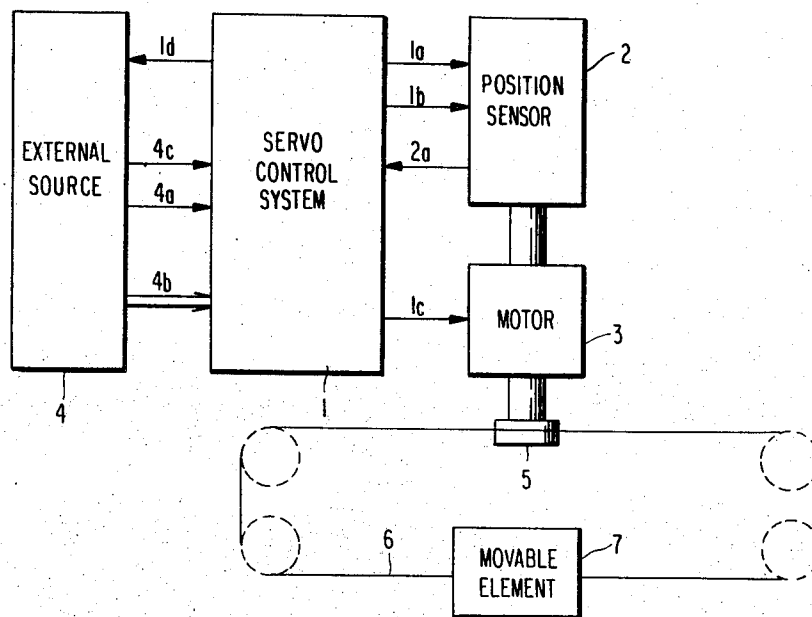 1d
1a
2
POSITION
SENSOR
1b
EXTERNAL
SOURCE
4c
SERVO
CONTROL
SYSTEM
2a
4a
4b
1c
MOTOR
3
4
1
5
6
MOVABLE
ELEMENT
7